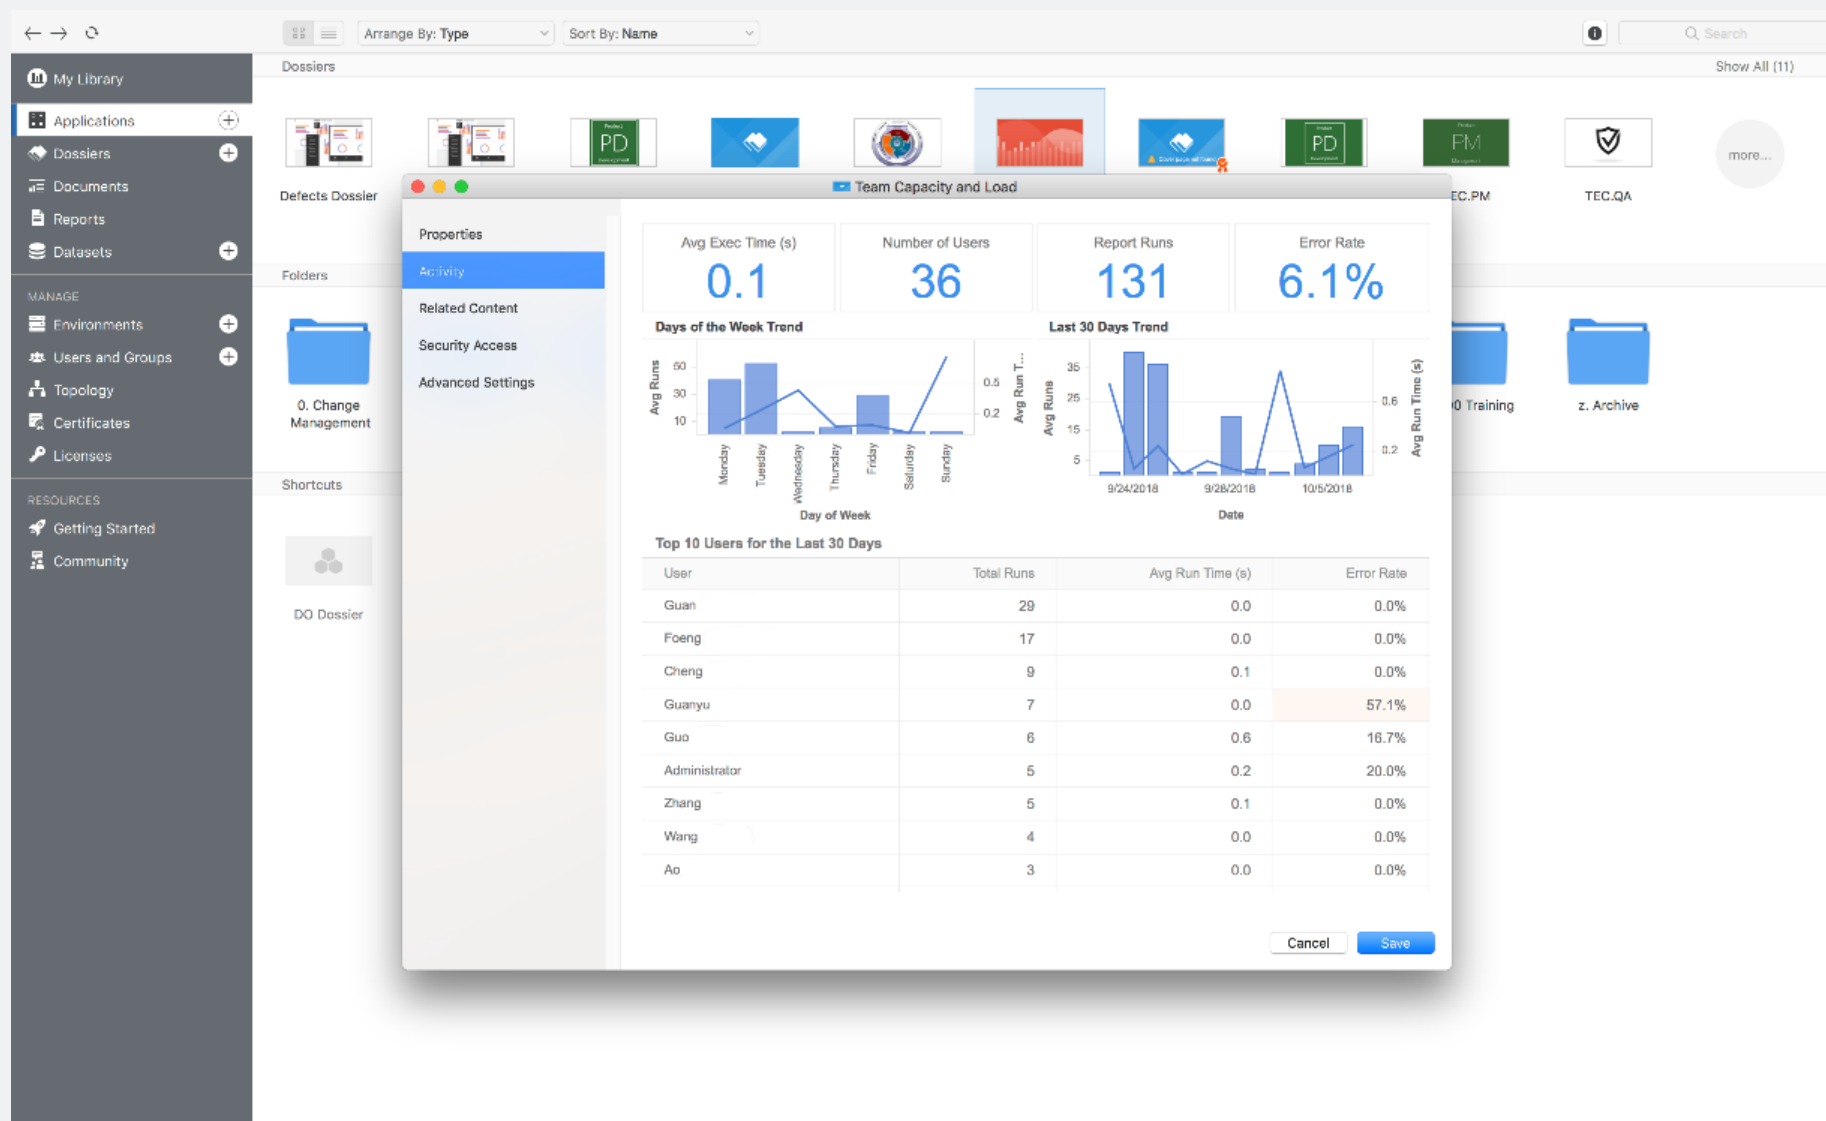 Arrange By: Type
Sort By: Name
Search
My Library
Applications
Dossiers
Documents
Reports
Datasets
MANAGE
Environments
Users and Groups
Topology
Certificates
Licenses
RESOURCES
Getting Started
Community
Dossiers
Show All (11)
PD
PD
PM
more...
Defects Dossier
EC.PM
TEC.QA
Folders
0. Change
Management
0 Training
z. Archive
Shortcuts
DO Dossier
Team Capacity and Load
Properties
Activity
Related Content
Security Access
Advanced Settings
Avg Exec Time (s)
0.1
Number of Users
36
Report Runs
131
Error Rate
6.1%
Days of the Week Trend
Avg Runs
50
30
10
0.6
0.2
Avg Run T...
Monday
Tuesday
Wednesday
Thursday
Friday
Saturday
Sunday
Day of Week
Last 30 Days Trend
Avg Runs
35
25
15
5
0.6
0.2
Avg Run Time (s)
9/24/2018
9/28/2018
10/5/2018
Date
Top 10 Users for the Last 30 Days
User Total Runs Avg Run Time (s) Error Rate
Guan 29 0.0 0.0%
Foeng 17 0.0 0.0%
Cheng 9 0.1 0.0%
Guanyu 7 0.0 57.1%
Guo 6 0.6 16.7%
Administrator 5 0.2 20.0%
Zhang 5 0.1 0.0%
Wang 4 0.0 0.0%
Ao 3 0.0 0.0%
Cancel
Save